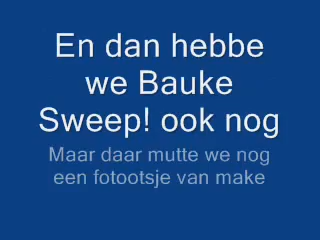 En dan hebbe
we Bauke
Sweep! ook nog
Maar daar mutte we nog
een fotootsje van make